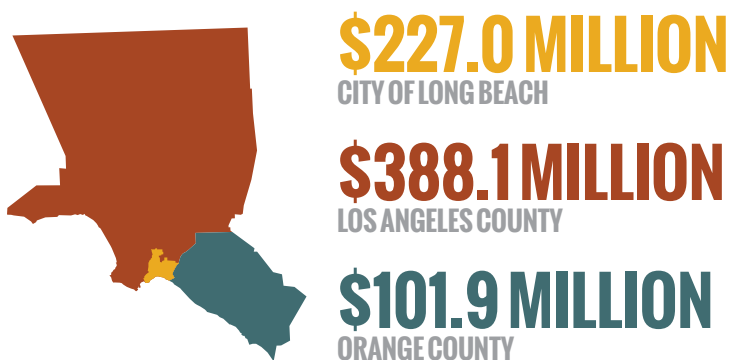 $227.0 MILLION
CITY OF LONG BEACH
$388.1 MILLION
LOS ANGELES COUNTY
$101.9 MILLION
ORANGE COUNTY